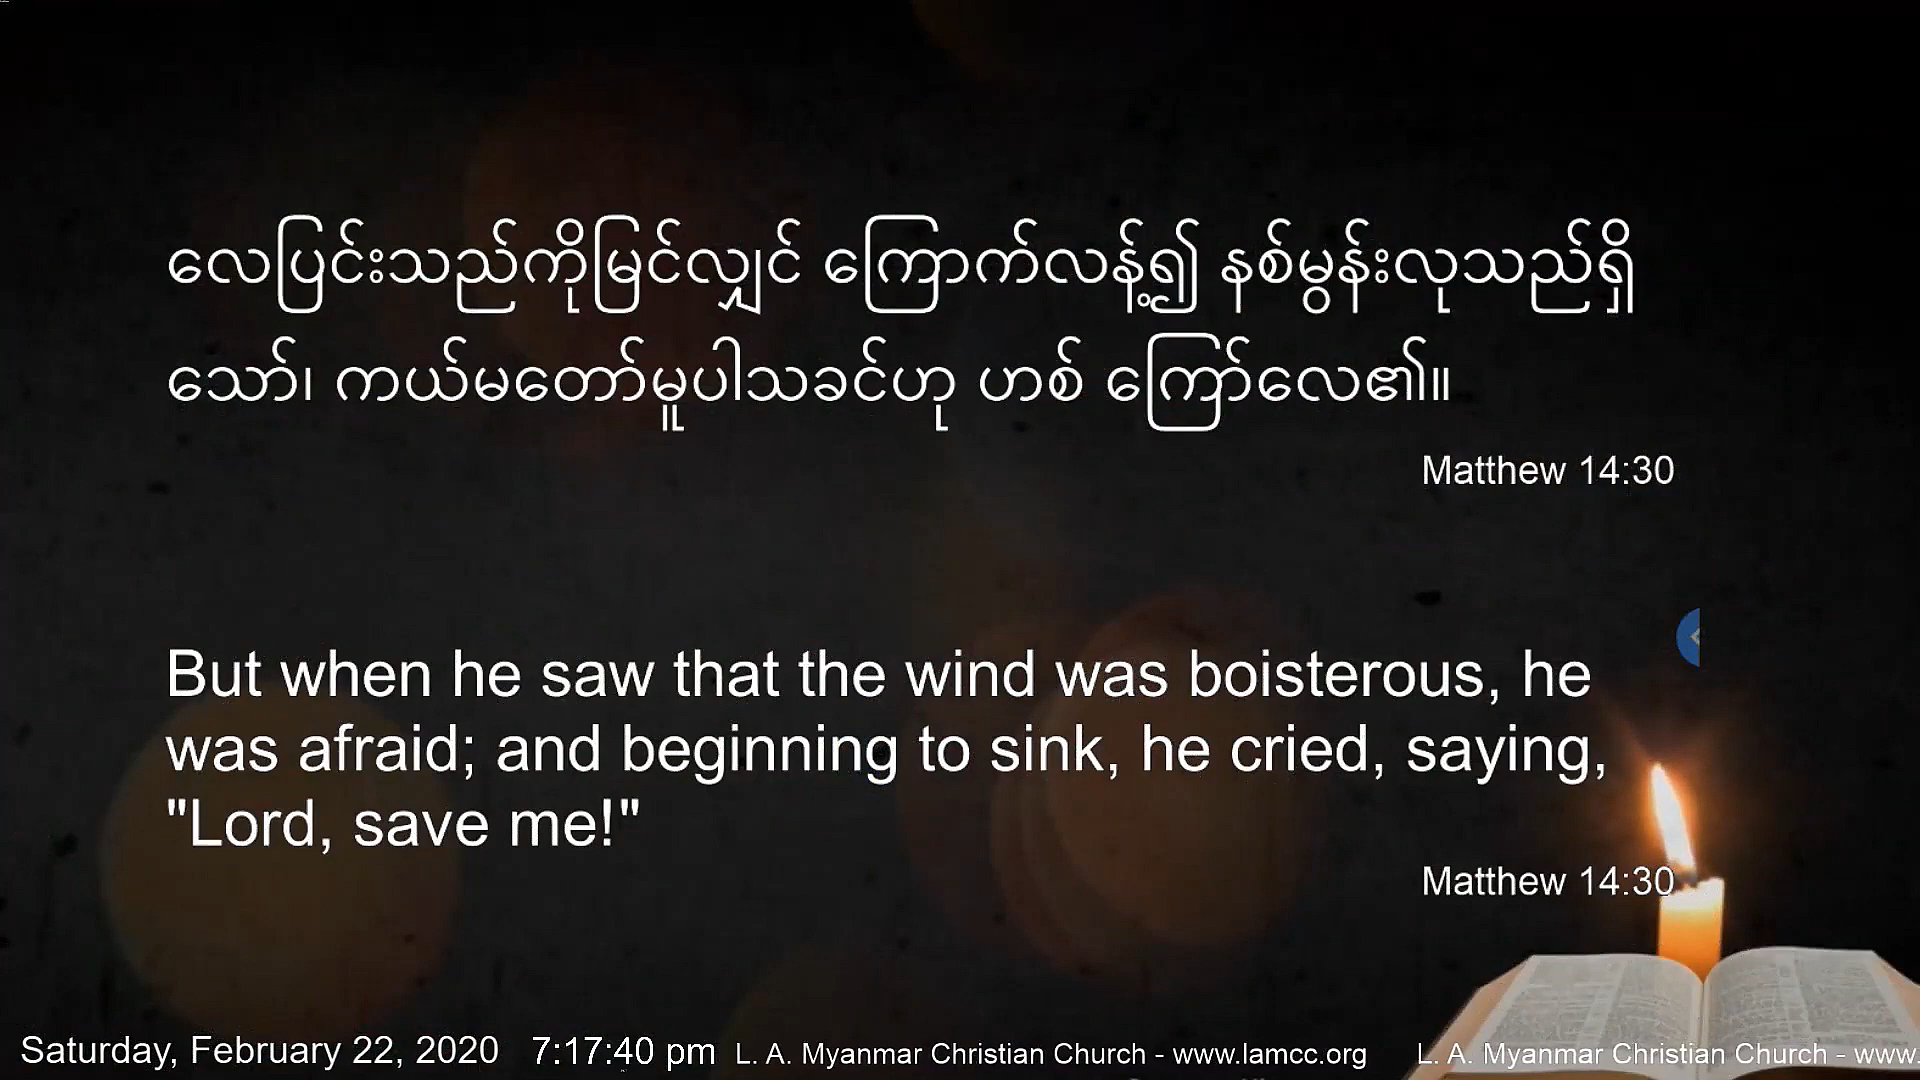 လေပြင်းသည်ကိုမြင်လျှင် ကြောက်လန့်၍ နစ်မွန်းလုသည်ရှိ
သော်၊ ကယ်မတော်မူပါသခင်ဟု ဟစ် ကြော်လေ၏။
Matthew 14:30
But when he saw that the wind was boisterous, he
was afraid; and beginning to sink, he cried, saying,
"Lord, save me!"
Matthew 14:30
Saturday, February 22, 2020 7:17:40 pm L. A. Myanmar Christian Church - www.lamcc.org L. A. Myanmar Christian Church - www.